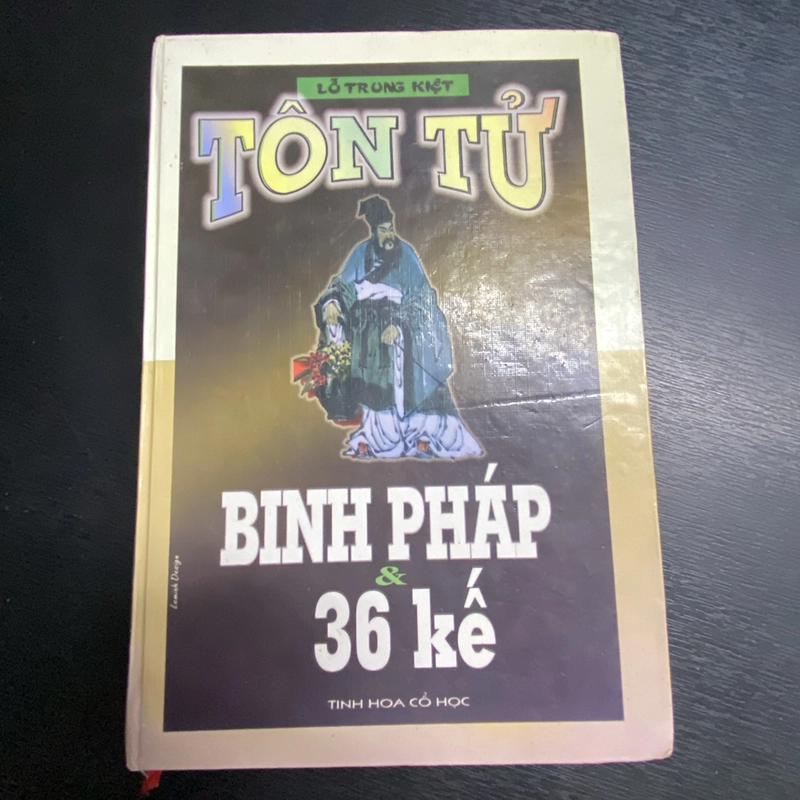 LỖ TRUNG KIỆT
TÔN TỬ
BINH PHÁP
&
36 kế
TINH HOA CỔ HỌC